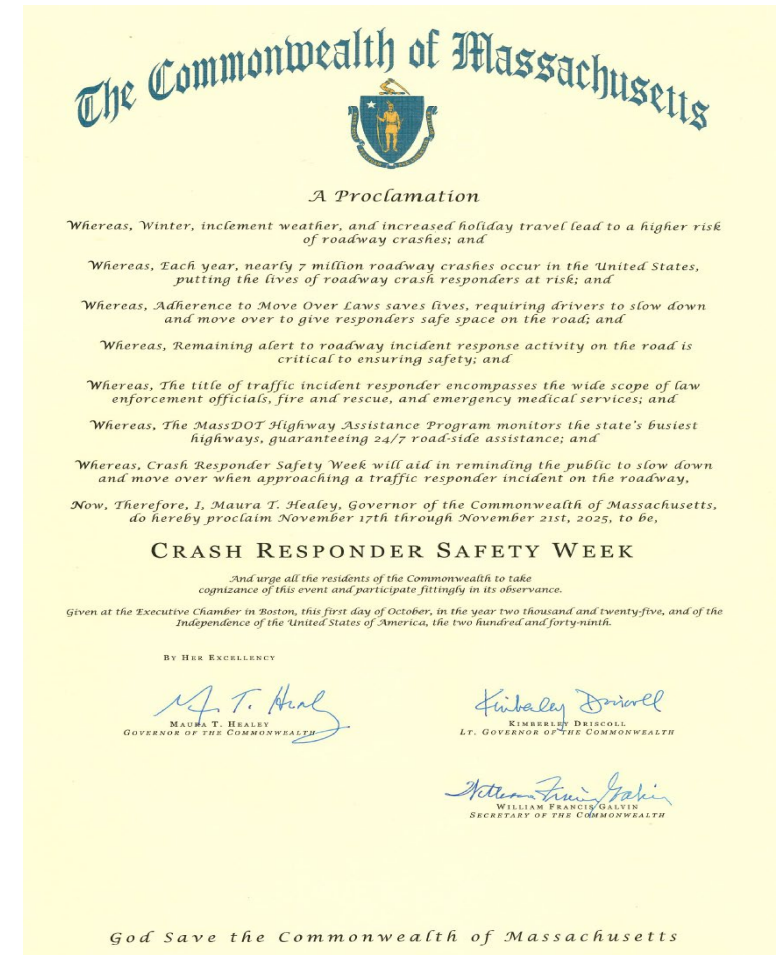 The Commonwealth of Massachusetts
A Proclamation
Whereas, Winter, inclement weather, and increased holiday travel lead to a higher risk
of roadway crashes; and
Whereas, Each year, nearly 7 million roadway crashes occur in the United States,
putting the lives of roadway crash responders at risk; and
Whereas, Adherence to Move Over Laws saves lives, requiring drivers to slow down
and move over to give responders safe space on the road; and
Whereas, Remaining alert to roadway incident response activity on the road is
critical to ensuring safety; and
Whereas, The title of traffic incident responder encompasses the wide scope of law
enforcement officials, fire and rescue, and emergency medical services; and
Whereas, The MassDOT Highway Assistance Program monitors the state's busiest
highways, guaranteeing 24/7 road-side assistance; and
Whereas, Crash Responder Safety Week will aid in reminding the public to slow down
and move over when approaching a traffic responder incident on the roadway,
Now, Therefore, I, Maura T. Healey, Governor of the Commonwealth of Massachusetts,
do hereby proclaim November 17th through November 21st, 2025, to be,
CRASH RESPONDER SAFETY WEEK
And urge all the residents of the Commonwealth to take
cognizance of this event and participate fittingly in its observance.
Given at the Executive Chamber in Boston, this first day of October, in the year two thousand and twenty-five, and of the
Independence of the United States of America, the two hundred and forty-ninth.
BY HER EXCELLENCY
M. T. Healy
MAURA T. HEALEY
GOVERNOR OF THE COMMONWEALTH
Kimberley Driscoll
KIMBERLEY DRISCOLL
LT. GOVERNOR OF THE COMMONWEALTH
William Francis Galvin
WILLIAM FRANCIS GALVIN
SECRETARY OF THE COMMONWEALTH
God Save the Commonwealth of Massachusetts